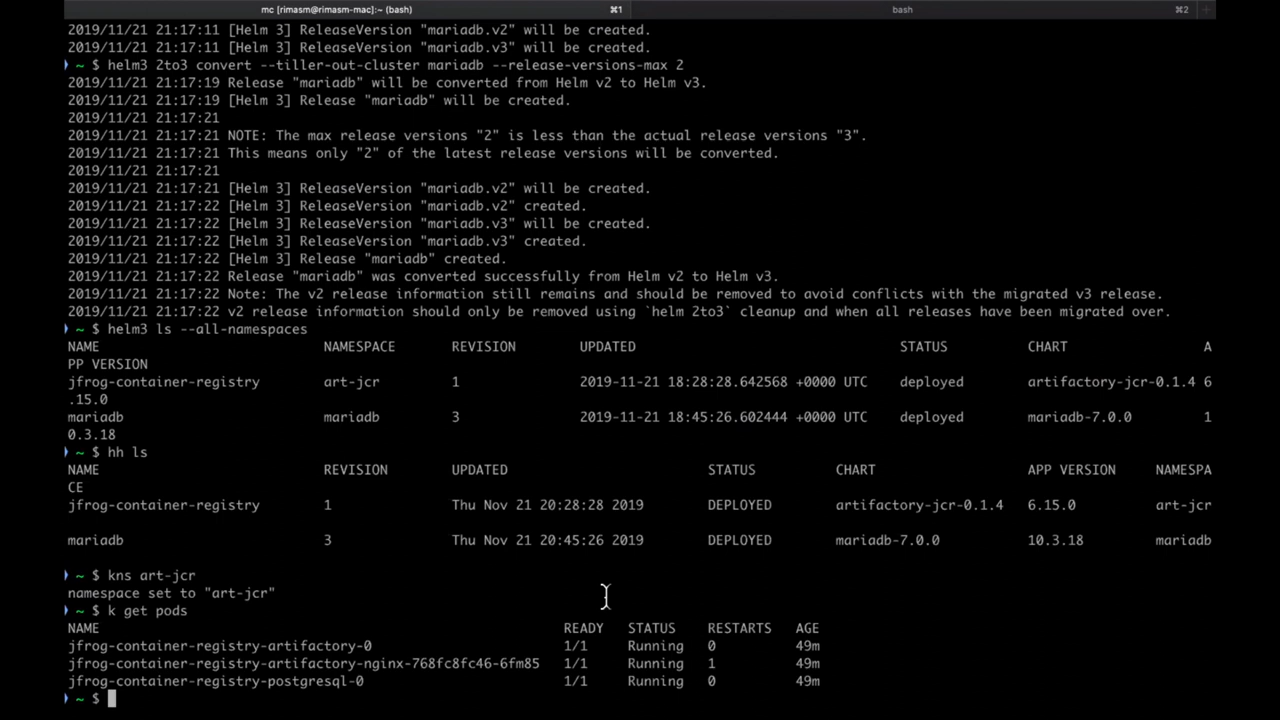 mc [rimasm@rimasm-mac]:~ (bash) ⌘1 bash ⌘2 +
2019/11/21 21:17:11 [Helm 3] ReleaseVersion "mariadb.v2" will be created.
2019/11/21 21:17:11 [Helm 3] ReleaseVersion "mariadb.v3" will be created.
~ $ helm3 2to3 convert --tiller-out-cluster mariadb --release-versions-max 2
2019/11/21 21:17:19 Release "mariadb" will be converted from Helm v2 to Helm v3.
2019/11/21 21:17:19 [Helm 3] Release "mariadb" will be created.
2019/11/21 21:17:21
2019/11/21 21:17:21 NOTE: The max release versions "2" is less than the actual release versions "3".
2019/11/21 21:17:21 This means only "2" of the latest release versions will be converted.
2019/11/21 21:17:21
2019/11/21 21:17:21 [Helm 3] ReleaseVersion "mariadb.v2" will be created.
2019/11/21 21:17:22 [Helm 3] ReleaseVersion "mariadb.v2" created.
2019/11/21 21:17:22 [Helm 3] ReleaseVersion "mariadb.v3" will be created.
2019/11/21 21:17:22 [Helm 3] ReleaseVersion "mariadb.v3" created.
2019/11/21 21:17:22 [Helm 3] Release "mariadb" created.
2019/11/21 21:17:22 Release "mariadb" was converted successfully from Helm v2 to Helm v3.
2019/11/21 21:17:22 Note: The v2 release information still remains and should be removed to avoid conflicts with the migrated v3 release.
2019/11/21 21:17:22 v2 release information should only be removed using `helm 2to3` cleanup and when all releases have been migrated over.
~ $ helm3 ls --all-namespaces
NAME NAMESPACE REVISION UPDATED STATUS CHART A
PP VERSION
jfrog-container-registry art-jcr 1 2019-11-21 18:28:28.642568 +0000 UTC deployed artifactory-jcr-0.1.4 6
.15.0
mariadb mariadb 3 2019-11-21 18:45:26.602444 +0000 UTC deployed mariadb-7.0.0 1
0.3.18
~ $ hh ls
NAME REVISION UPDATED STATUS CHART APP VERSION NAMESPA
CE
jfrog-container-registry 1 Thu Nov 21 20:28:28 2019 DEPLOYED artifactory-jcr-0.1.4 6.15.0 art-jcr
mariadb 3 Thu Nov 21 20:45:26 2019 DEPLOYED mariadb-7.0.0 10.3.18 mariadb
~ $ kns art-jcr
namespace set to "art-jcr"
~ $ k get pods
NAME READY STATUS RESTARTS AGE
jfrog-container-registry-artifactory-0 1/1 Running 0 49m
jfrog-container-registry-artifactory-nginx-768fc8fc46-6fm85 1/1 Running 1 49m
jfrog-container-registry-postgresql-0 1/1 Running 0 49m
~ $